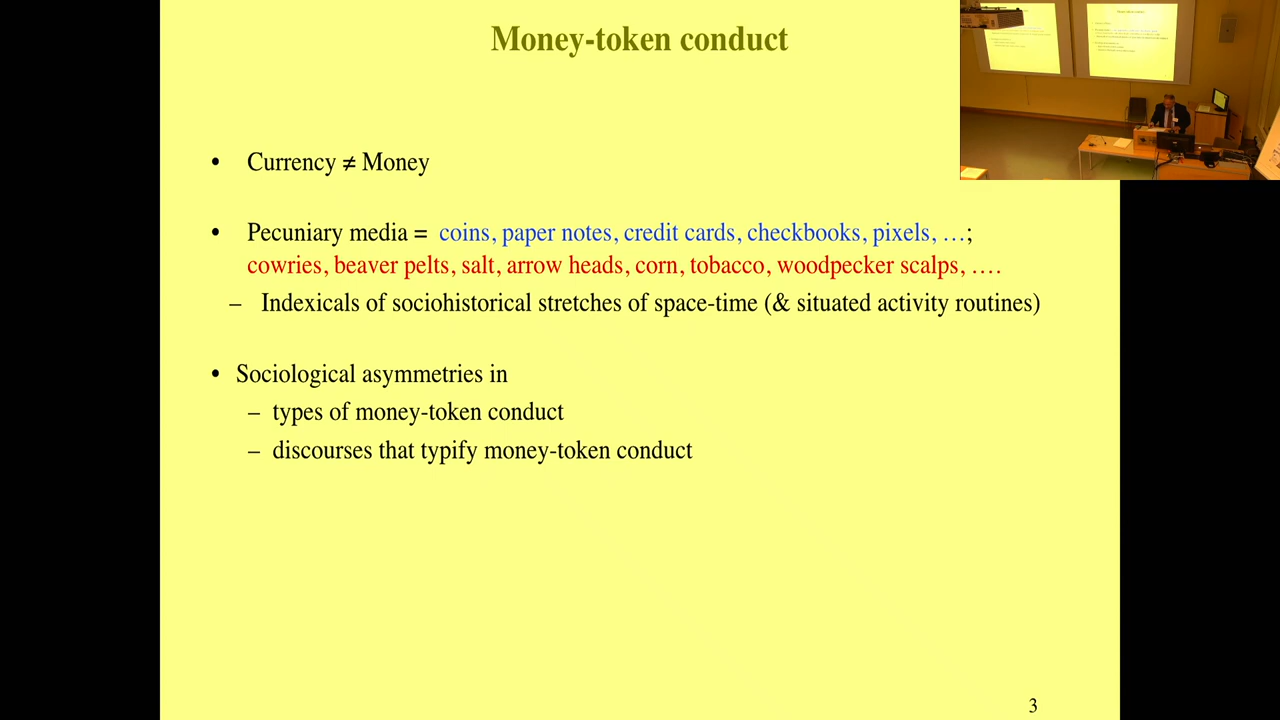 Money-token conduct
• Currency ≠ Money
• Pecuniary media = coins, paper notes, credit cards, checkbooks, pixels, …;
cowries, beaver pelts, salt, arrow heads, corn, tobacco, woodpecker scalps, ….
– Indexicals of sociohistorical stretches of space-time (& situated activity routines)
• Sociological asymmetries in
– types of money-token conduct
– discourses that typify money-token conduct
3